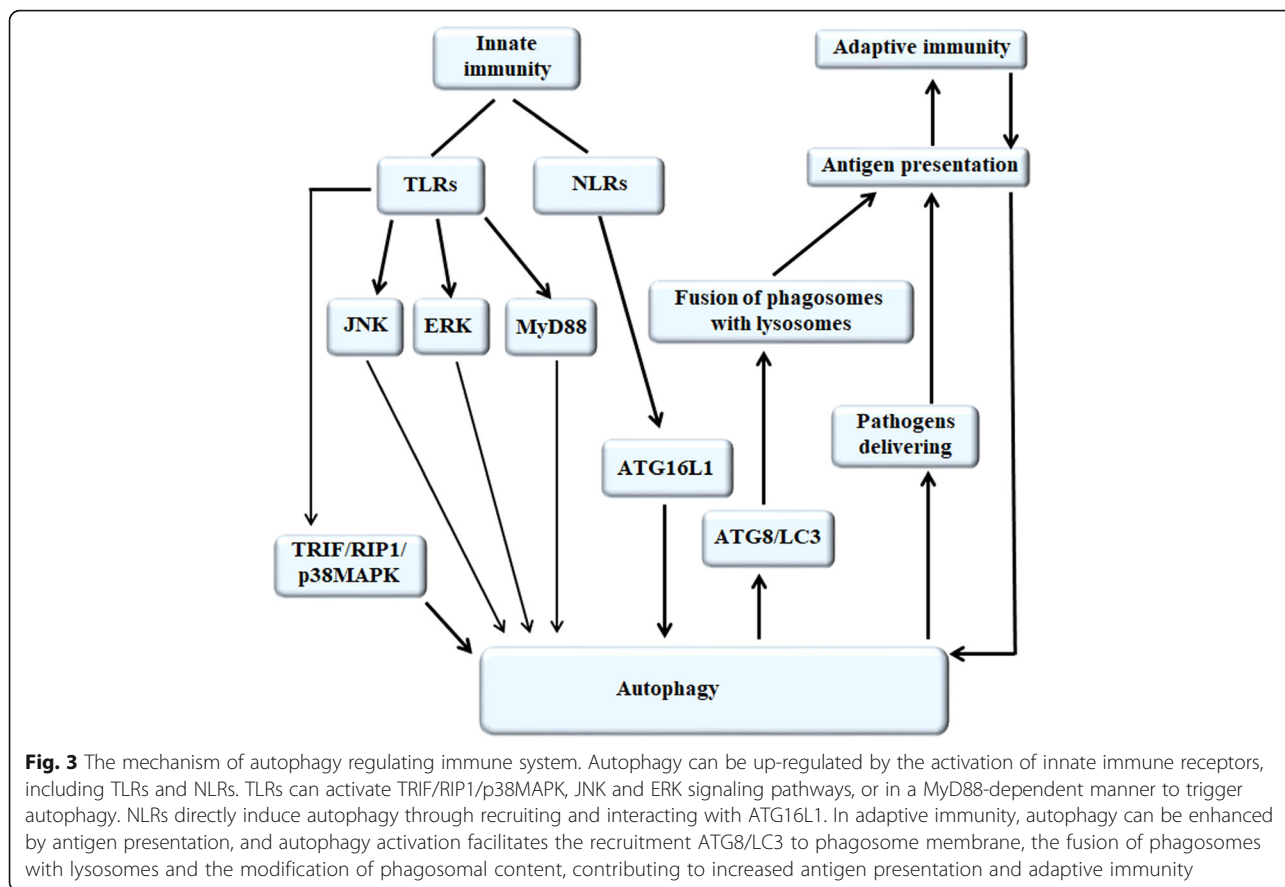 Innate
immunity
Adaptive immunity
TLRs
NLRs
Antigen presentation
JNK
ERK
MyD88
Fusion of phagosomes
with lysosomes
ATG16L1
Pathogens
delivering
TRIF/RIP1/
p38MAPK
ATG8/LC3
Autophagy
Fig. 3 The mechanism of autophagy regulating immune system. Autophagy can be up-regulated by the activation of innate immune receptors,
including TLRs and NLRs. TLRs can activate TRIF/RIP1/p38MAPK, JNK and ERK signaling pathways, or in a MyD88-dependent manner to trigger
autophagy. NLRs directly induce autophagy through recruiting and interacting with ATG16L1. In adaptive immunity, autophagy can be enhanced
by antigen presentation, and autophagy activation facilitates the recruitment ATG8/LC3 to phagosome membrane, the fusion of phagosomes
with lysosomes and the modification of phagosomal content, contributing to increased antigen presentation and adaptive immunity